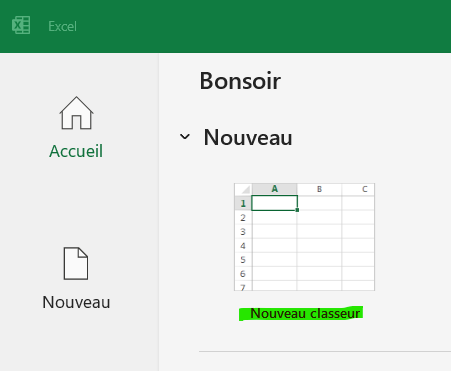 Excel
Bonsoir
Accueil
Nouveau
A B C
1
2
3
4
5
6
7
Nouveau classeur
Nouveau